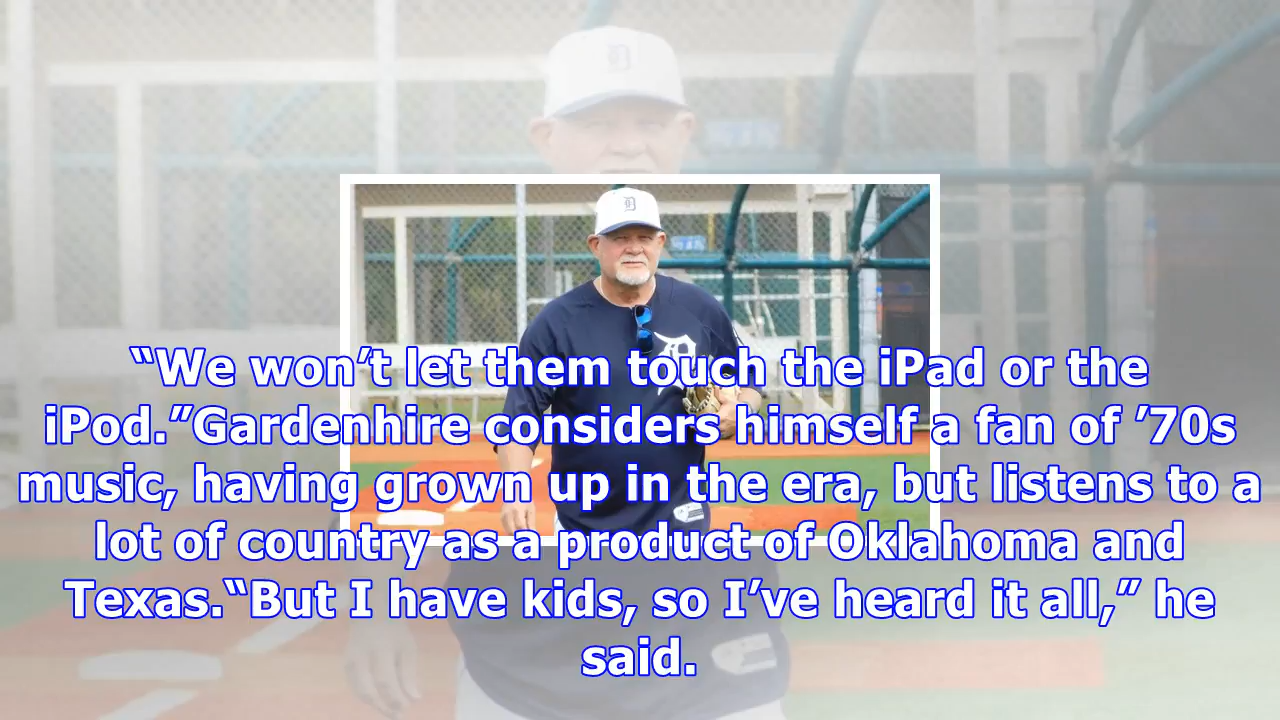 “We won’t let them touch the iPad or the
iPod.”Gardenhire considers himself a fan of ’70s
music, having grown up in the era, but listens to a
lot of country as a product of Oklahoma and
Texas.“But I have kids, so I’ve heard it all,” he
said.